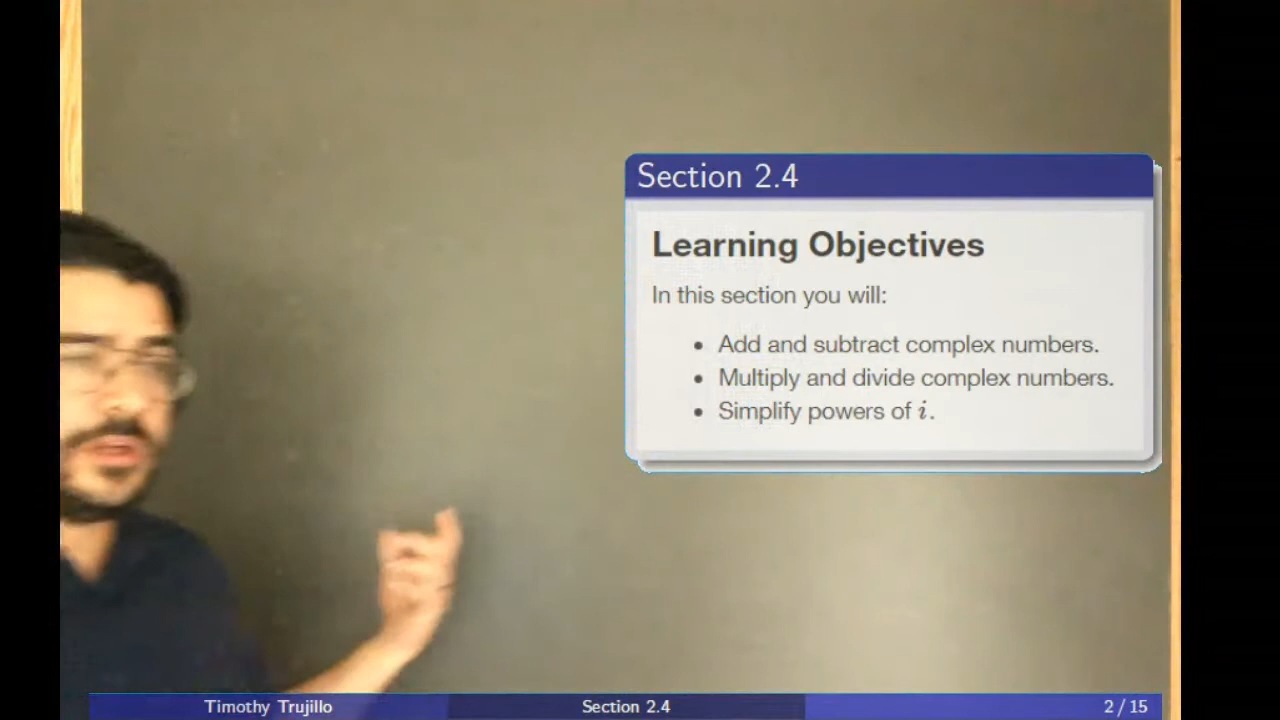 Section 2.4
Learning Objectives
In this section you will:
• Add and subtract complex numbers.
• Multiply and divide complex numbers.
• Simplify powers of i.
Timothy Trujillo Section 2.4 2 / 15